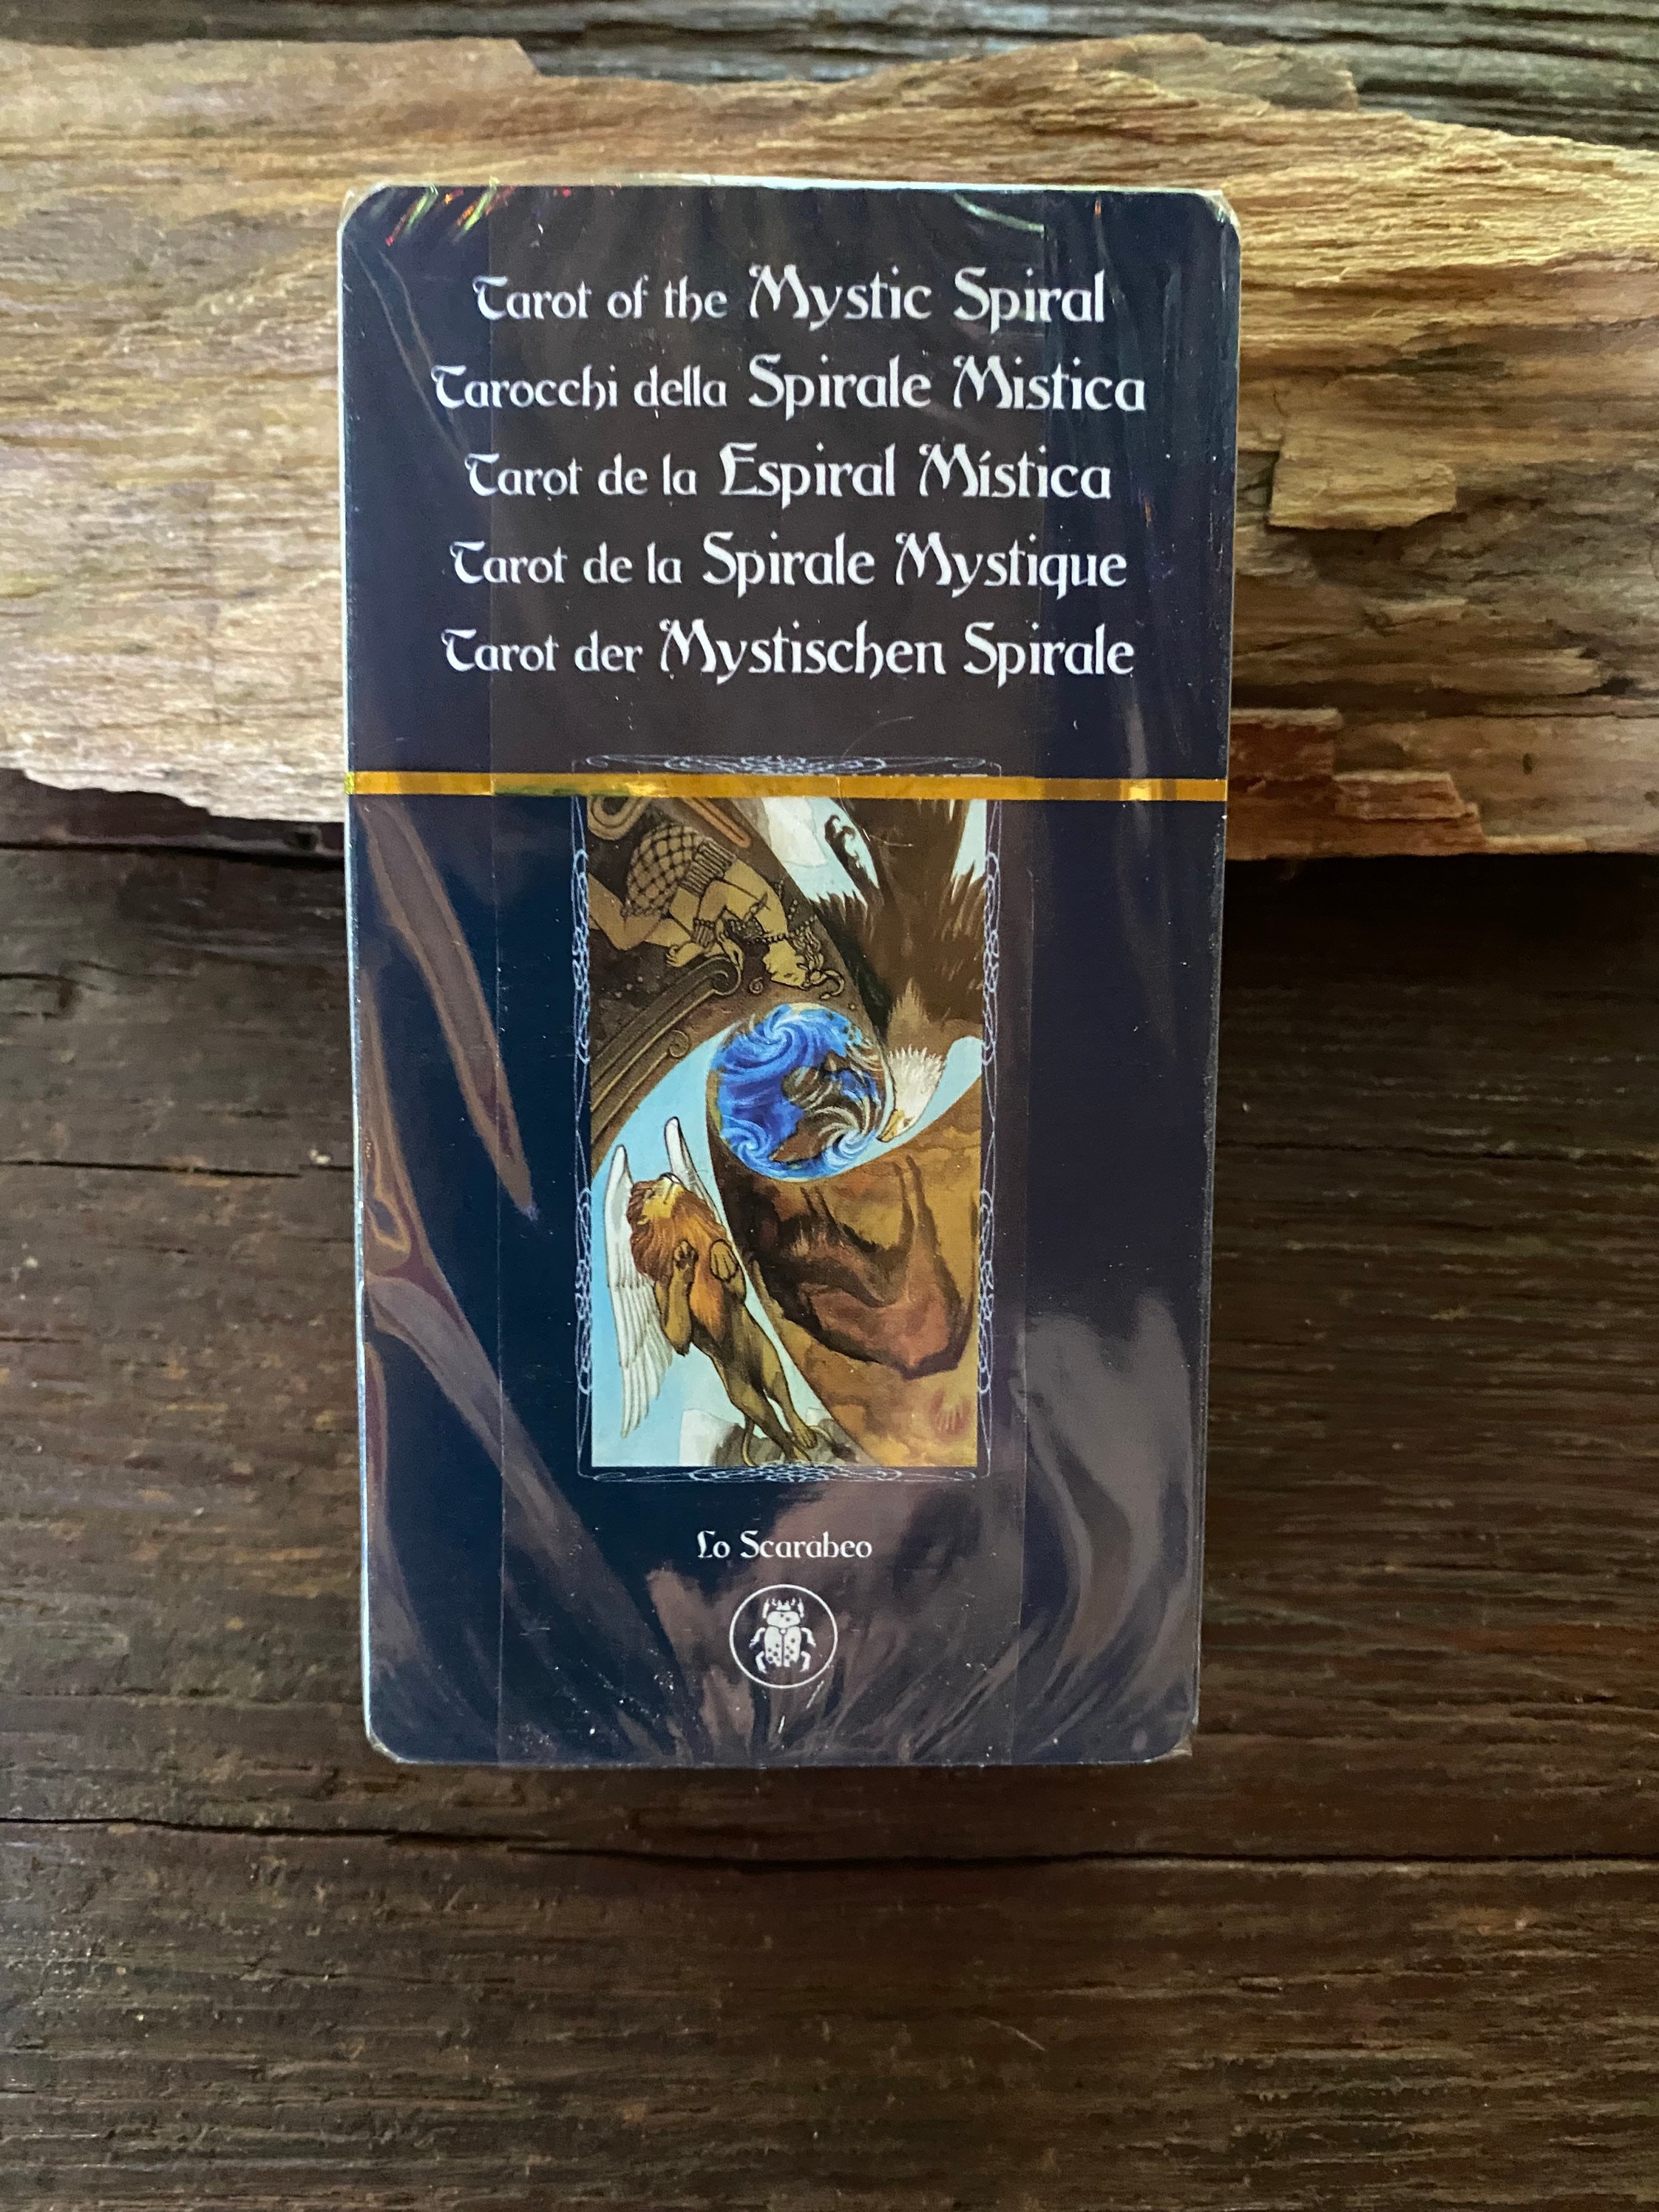 Tarot of the Mystic Spiral
Tarocchi della Spirale Mistica
Tarot de la Espiral Mística
Tarot de la Spirale Mystique
Tarot der Mystischen Spirale
Lo Scarabeo